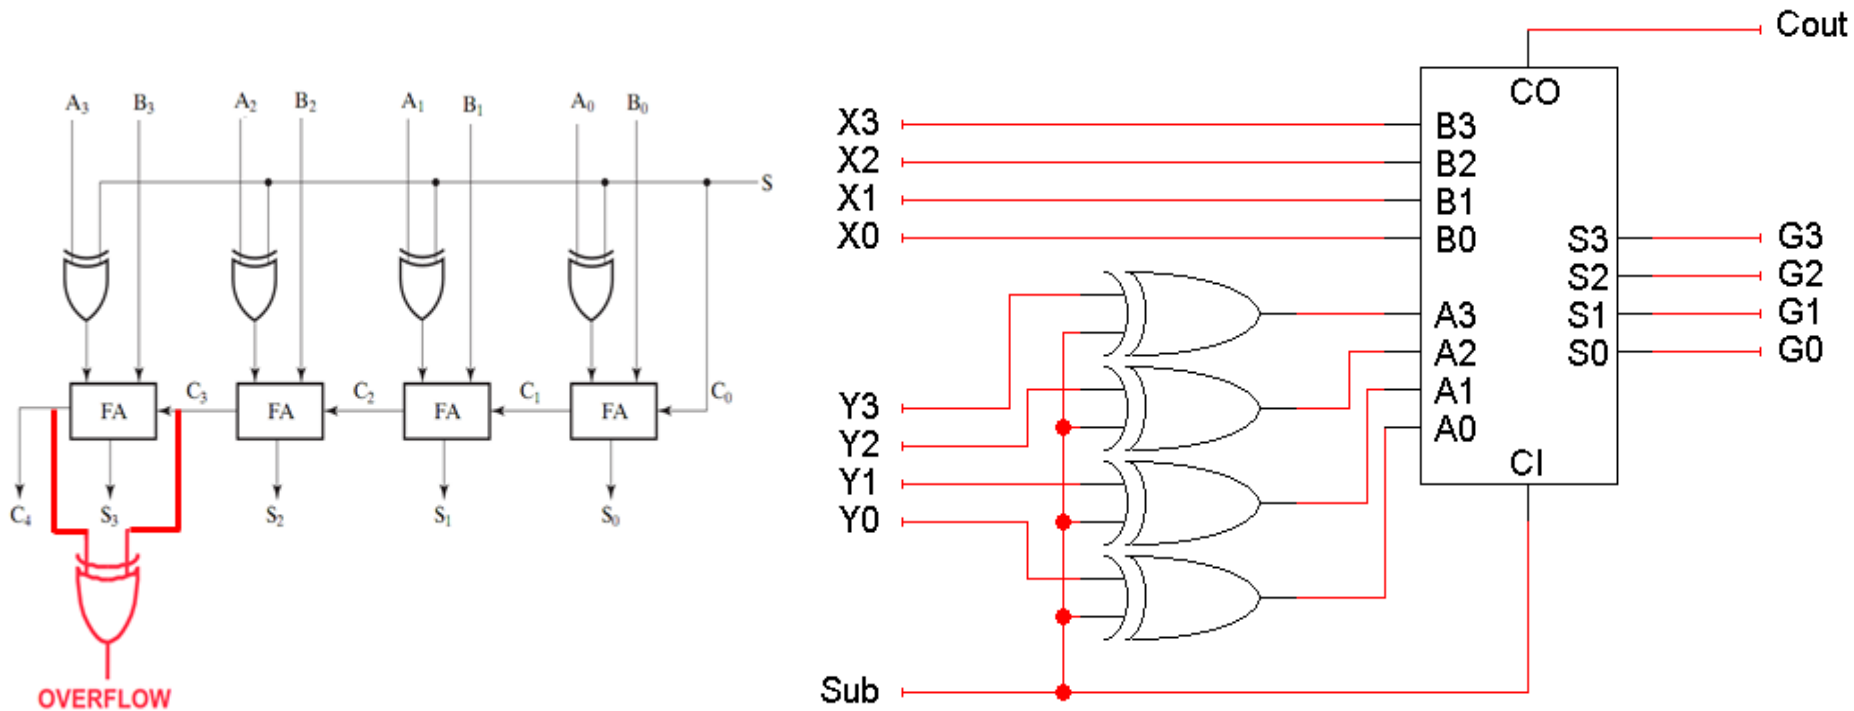 A₃ B₃ A₂ B₂ A₁ B₁ A₀ B₀
S
C₃ C₂ C₁ C₀
FA FA FA FA
C₄ S₃ S₂ S₁ S₀
OVERFLOW
Cout
CO
X3 B3
X2 B2
X1 B1
X0 B0 S3 G3
S2 G2
A3 S1 G1
A2 S0 G0
Y3 A1
Y2 A0
CI
Y1
Y0
Sub